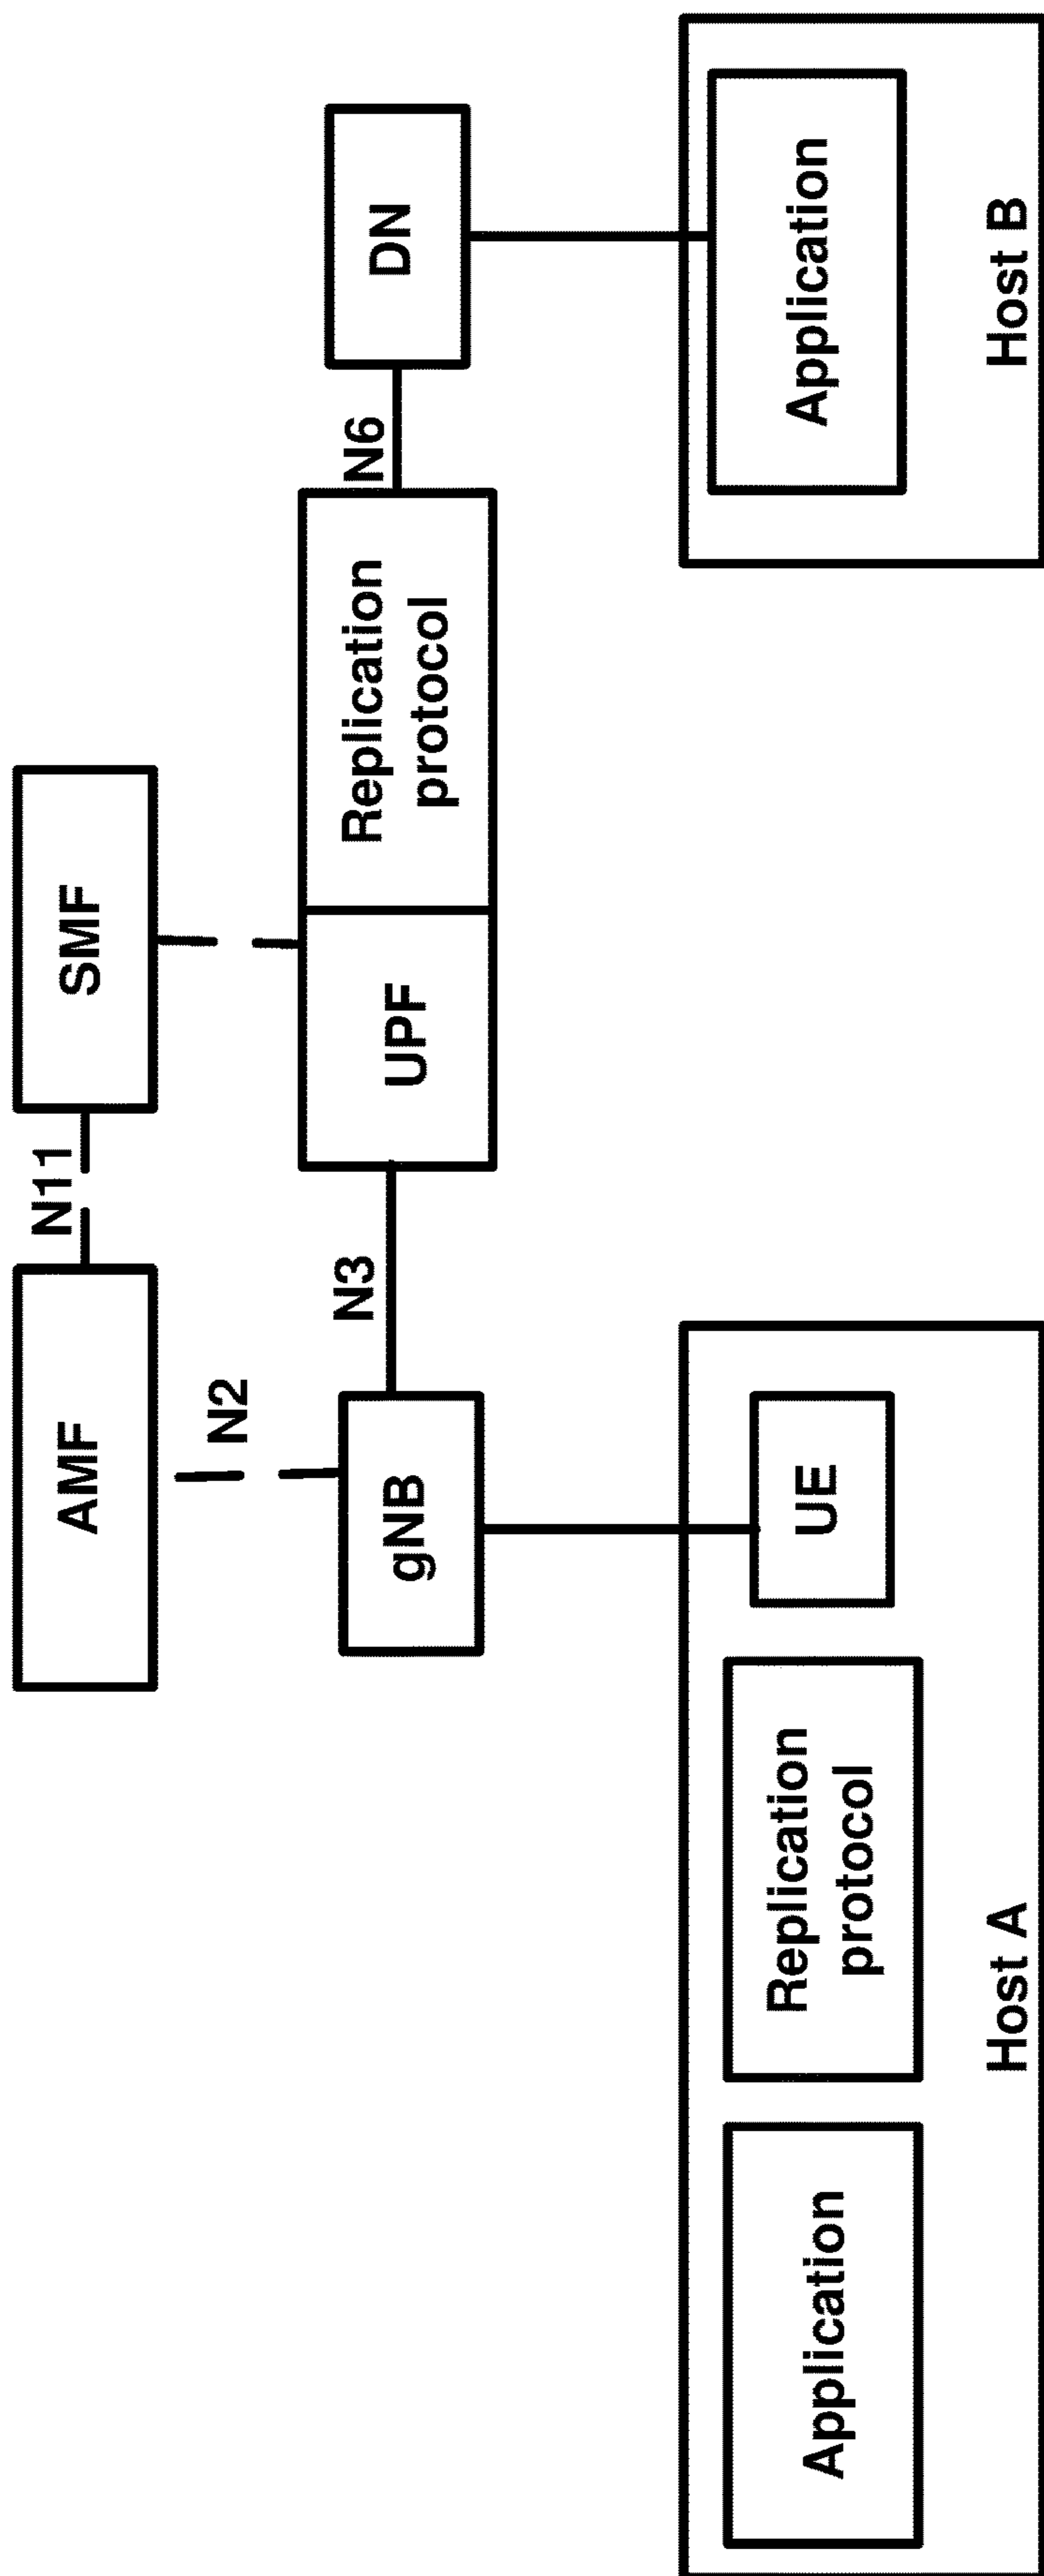 AMF
N11
SMF
N2
gNB
N3
UPF
Replication
protocol
N6
DN
Application
Replication
protocol
UE
Host A
Application
Host B